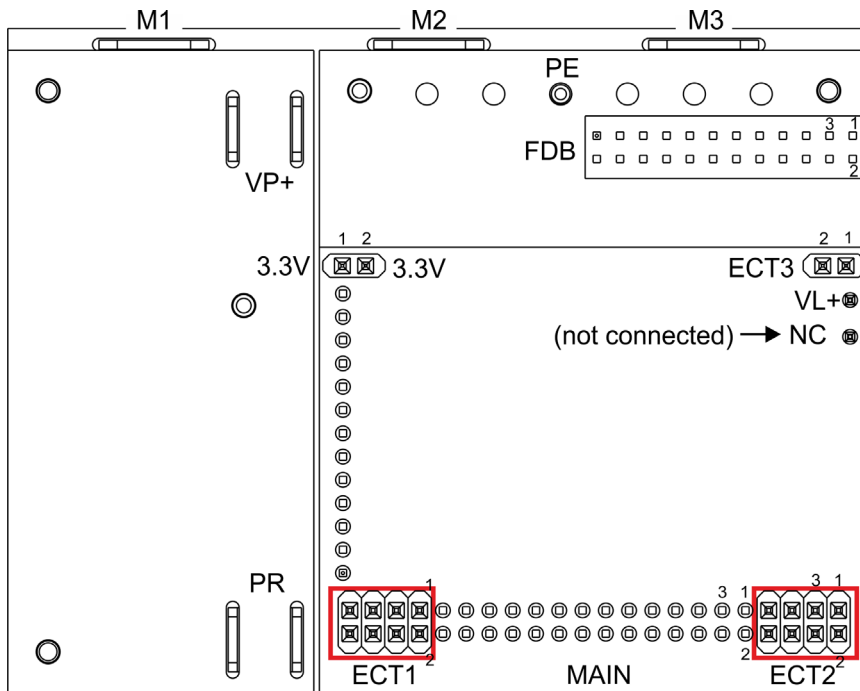 M1 M2 M3
PE
3 1
FDB
2
VP+
1 2 2 1
3.3V 3.3V ECT3
VL+
(not connected) NC
PR
1 3 1 3 1
2 2 2
ECT1 MAIN ECT2